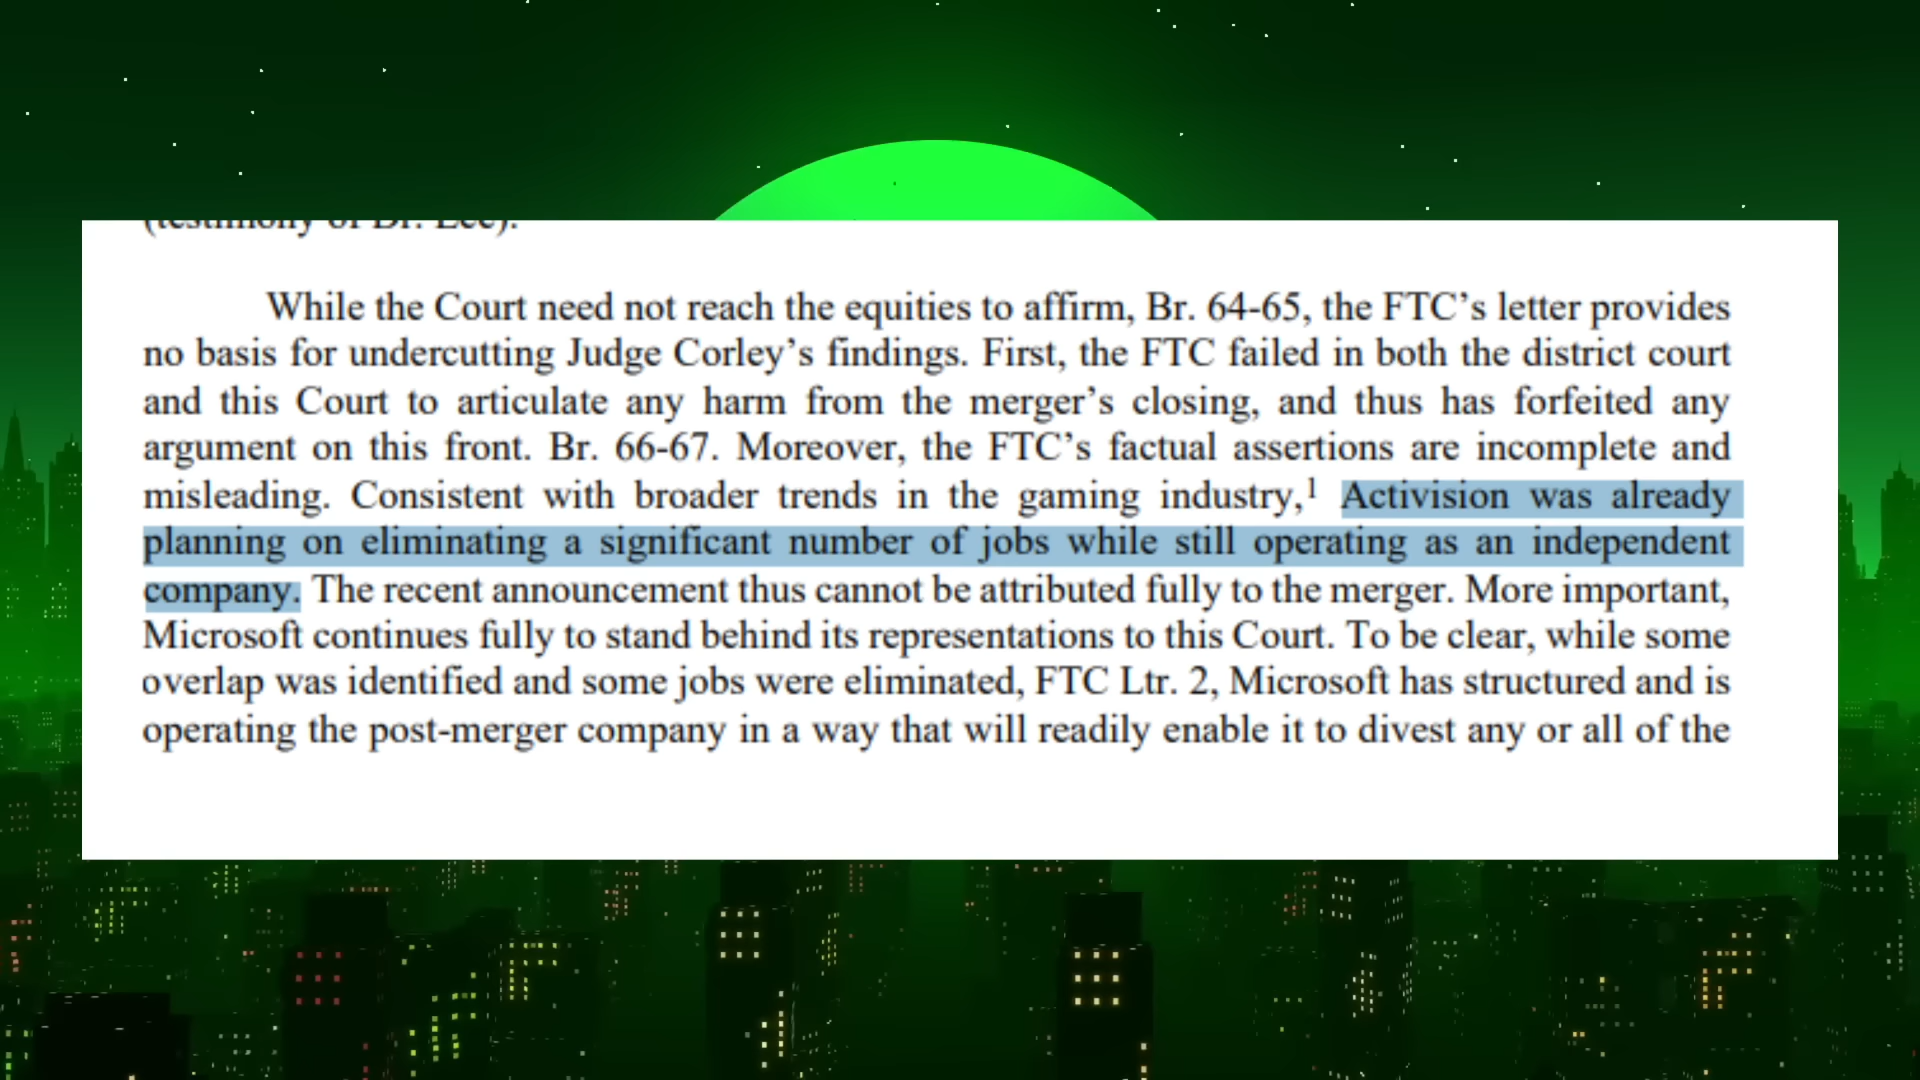 (testimony of Dr. Lee).
While the Court need not reach the equities to affirm, Br. 64-65, the FTC’s letter provides
no basis for undercutting Judge Corley’s findings. First, the FTC failed in both the district court
and this Court to articulate any harm from the merger’s closing, and thus has forfeited any
argument on this front. Br. 66-67. Moreover, the FTC’s factual assertions are incomplete and
misleading. Consistent with broader trends in the gaming industry,¹ Activision was already
planning on eliminating a significant number of jobs while still operating as an independent
company. The recent announcement thus cannot be attributed fully to the merger. More important,
Microsoft continues fully to stand behind its representations to this Court. To be clear, while some
overlap was identified and some jobs were eliminated, FTC Ltr. 2, Microsoft has structured and is
operating the post-merger company in a way that will readily enable it to divest any or all of the